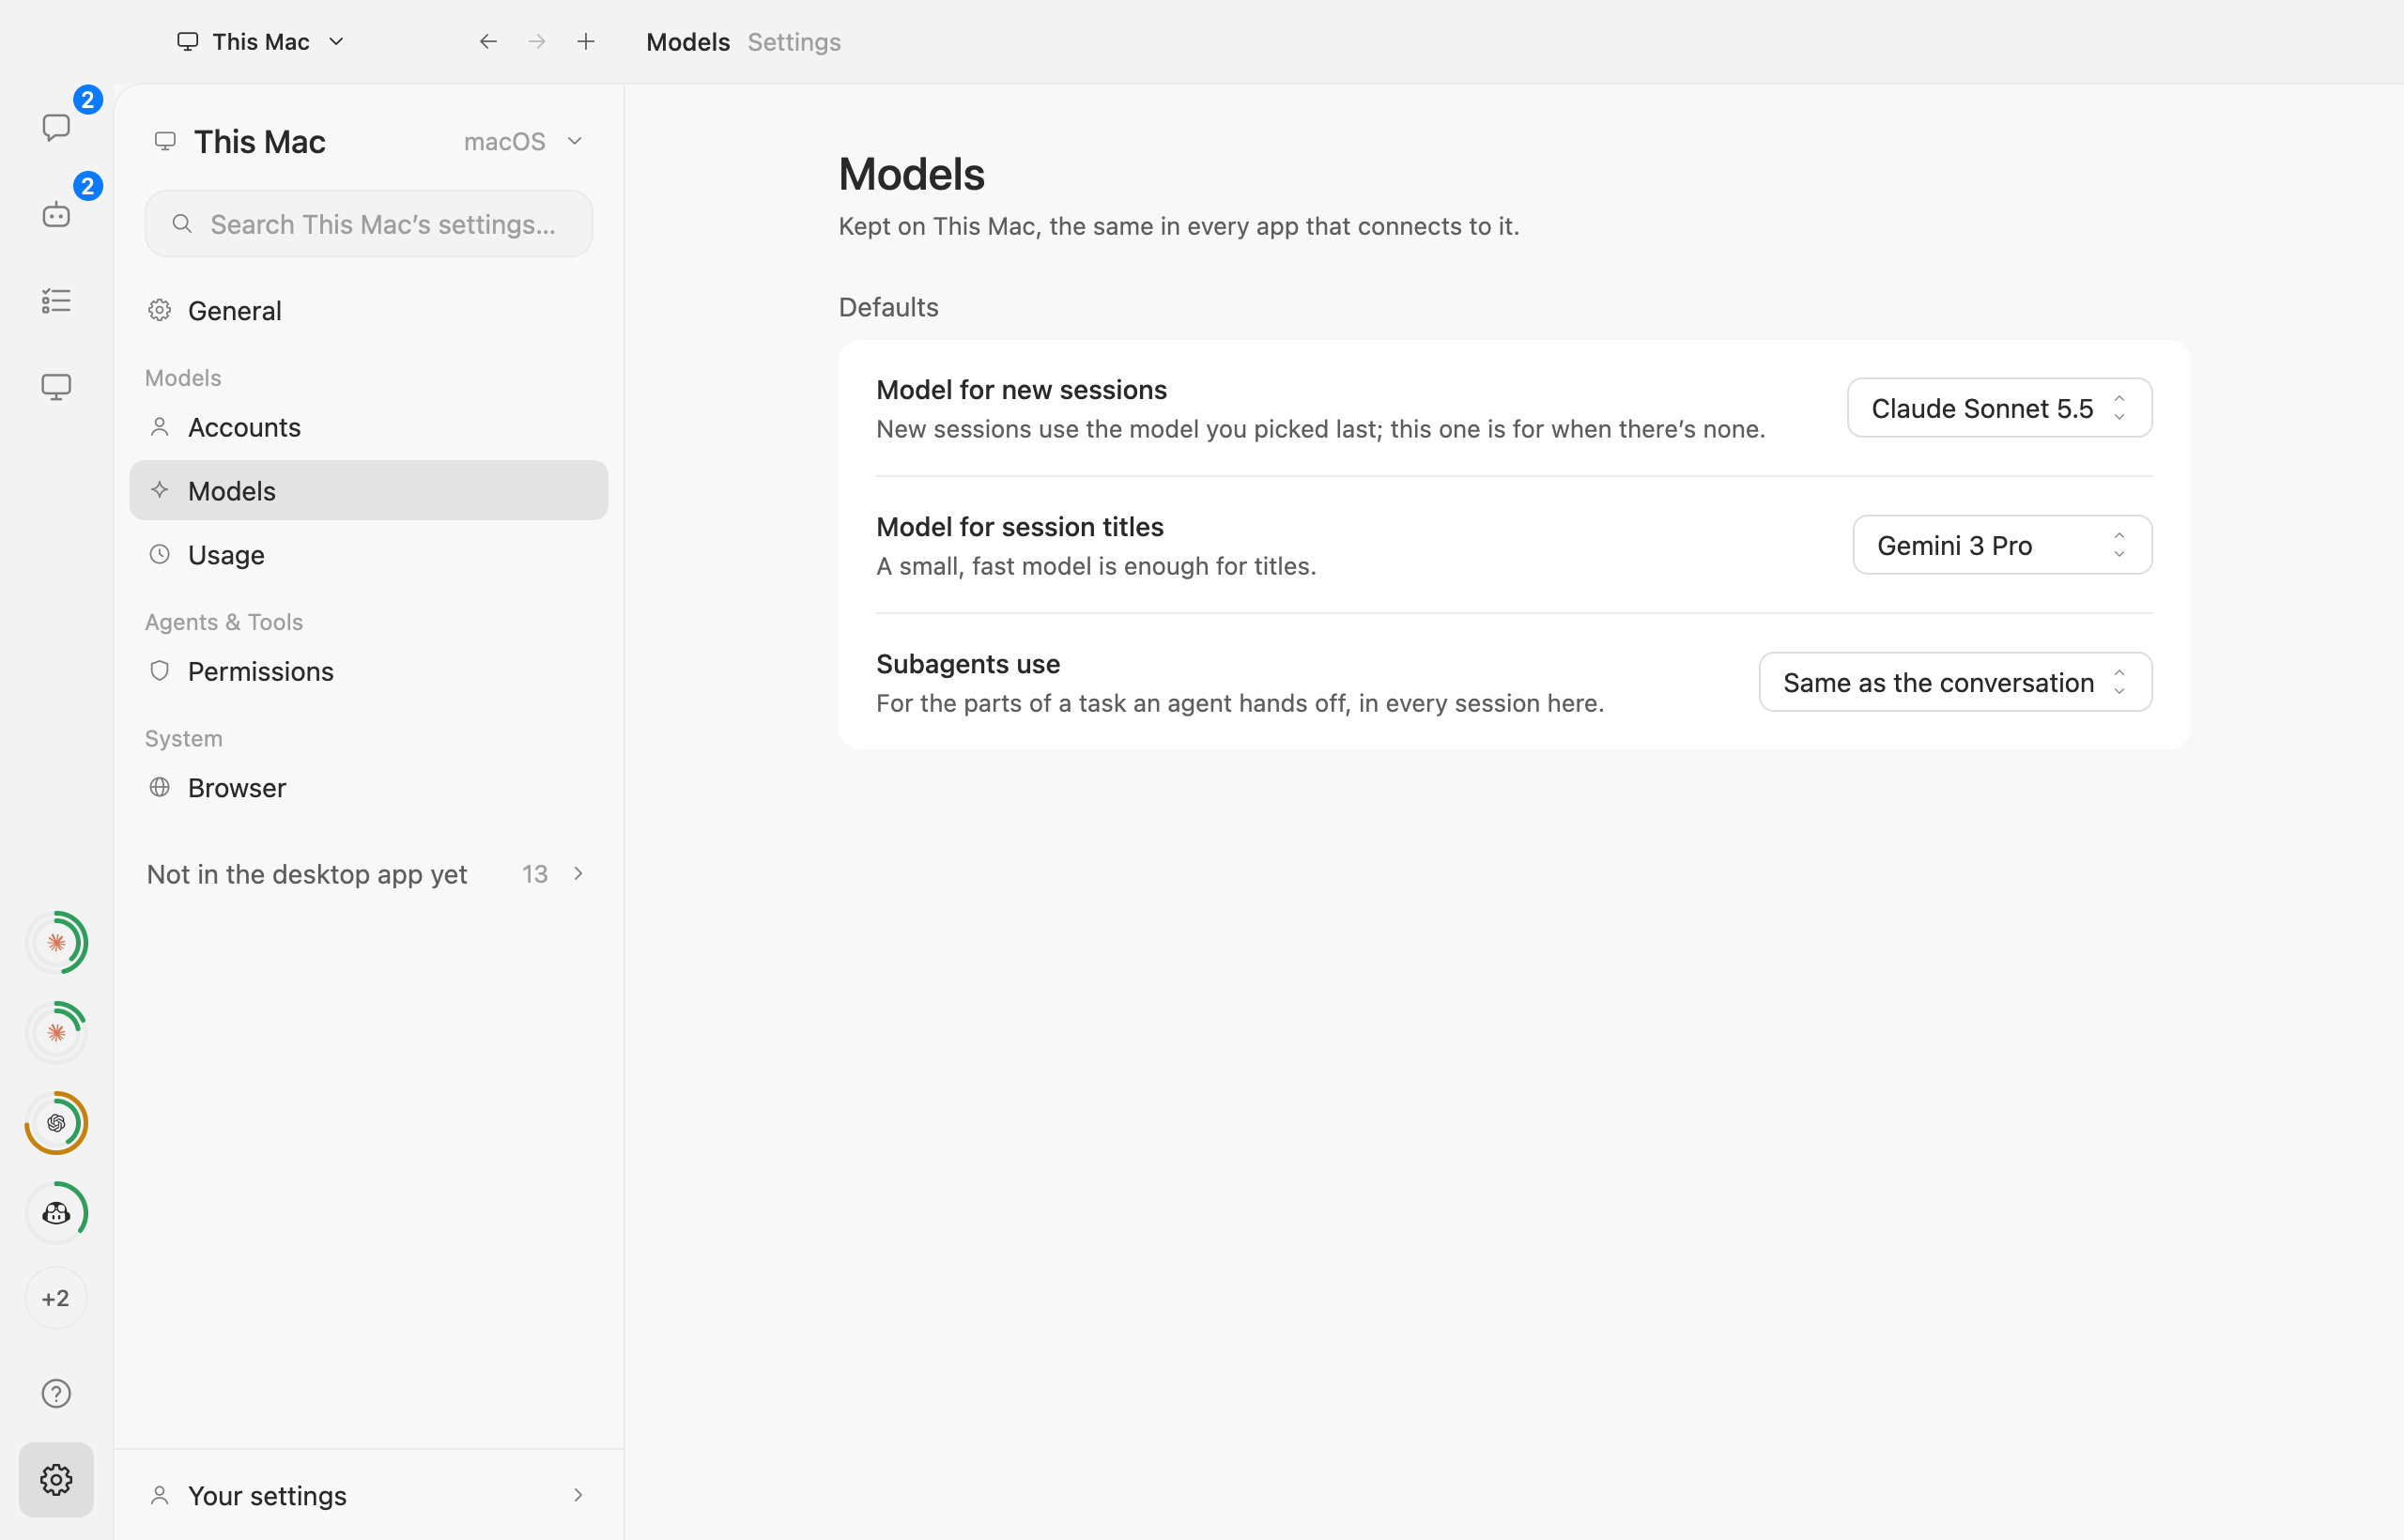 This Mac
Models Settings
2
2
This Mac
macOS
Search This Mac’s settings...
General
Models
Accounts
Models
Usage
Agents & Tools
Permissions
System
Browser
Not in the desktop app yet 13
+2
Your settings
Models
Kept on This Mac, the same in every app that connects to it.
Defaults
Model for new sessions
New sessions use the model you picked last; this one is for when there’s none.
Claude Sonnet 5.5
Model for session titles
A small, fast model is enough for titles.
Gemini 3 Pro
Subagents use
For the parts of a task an agent hands off, in every session here.
Same as the conversation